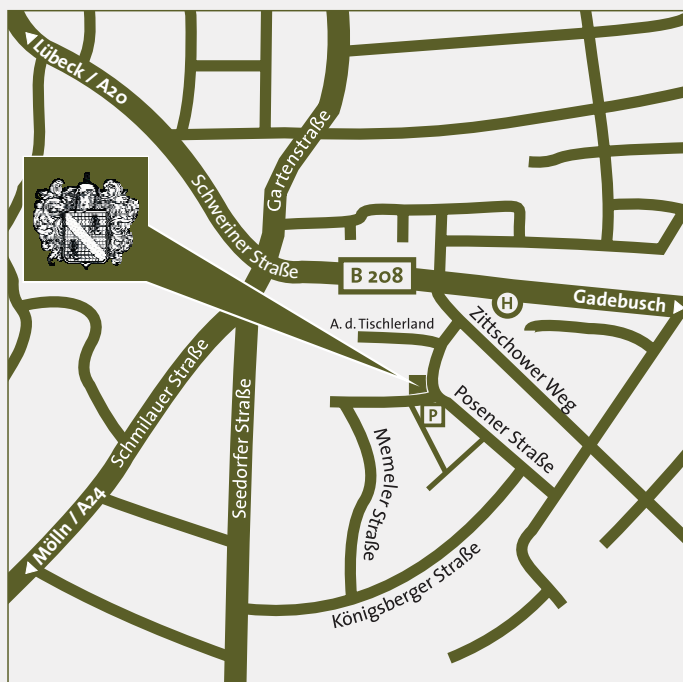 Lübeck / A20
Gartenstraße
Schweriner Straße
B 208
H
Gadebusch
A. d. Tischlerland
Zittschower Weg
Schmilauer Straße
Seedorfer Straße
P
Posener Straße
Memeler Straße
Mölln / A24
Königsberger Straße